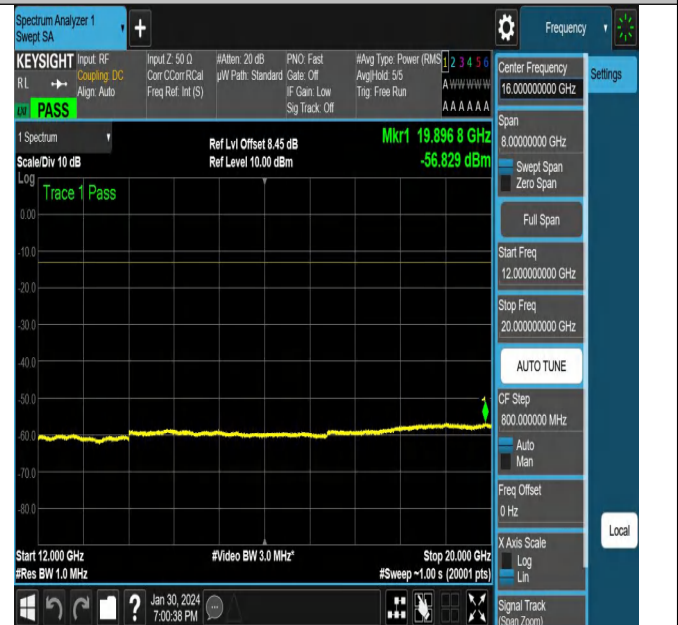 Spectrum Analyzer 1
Swept SA
+
Frequency
KEYSIGHT
RL
LXI
PASS
Input: RF
Coupling: DC
Align: Auto
Input Z: 50 Ω
Corr CCorr RCal
Freq Ref: Int (S)
#Atten: 20 dB
µW Path: Standard
PNO: Fast
Gate: Off
IF Gain: Low
Sig Track: Off
#Avg Type: Power (RMS
Avg|Hold: 5/5
Trig: Free Run
1 2 3 4 5 6
A W W W W W
A A A A A A
Center Frequency
16.000000000 GHz
Settings
Span
8.00000000 GHz
Swept Span
Zero Span
Full Span
Start Freq
12.000000000 GHz
Stop Freq
20.000000000 GHz
AUTO TUNE
CF Step
800.000000 MHz
Auto
Man
Freq Offset
0 Hz
X Axis Scale
Log
Lin
Signal Track
(Span Zoom)
Local
1 Spectrum
Scale/Div 10 dB
Ref Lvl Offset 8.45 dB
Ref Level 10.00 dBm
Mkr1 19.896 8 GHz
-56.829 dBm
Log
Trace 1 Pass
0.00
-10.0
-20.0
-30.0
-40.0
-50.0
-60.0
-70.0
-80.0
1
Start 12.000 GHz
#Res BW 1.0 MHz
#Video BW 3.0 MHz*
Stop 20.000 GHz
#Sweep ~1.00 s (20001 pts)
?
Jan 30, 2024
7:00:38 PM